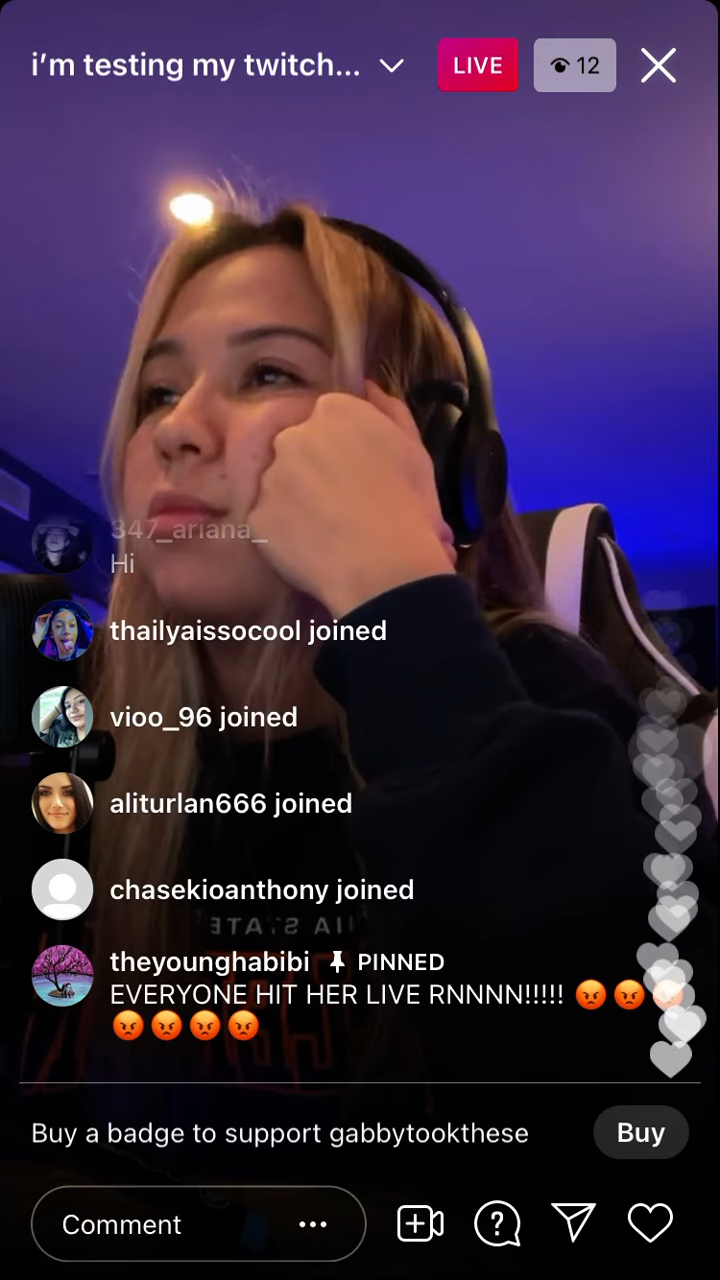 i’m testing my twitch...
LIVE
12
347_ariana_
Hi
thailyaissocool joined
vioo_96 joined
aliturlan666 joined
chasekioanthony joined
theyounghabibi PINNED
EVERYONE HIT HER LIVE RNNNN!!!!! 😡 😡 😡
😡 😡 😡 😡
Buy a badge to support gabbytookthese
Buy
Comment